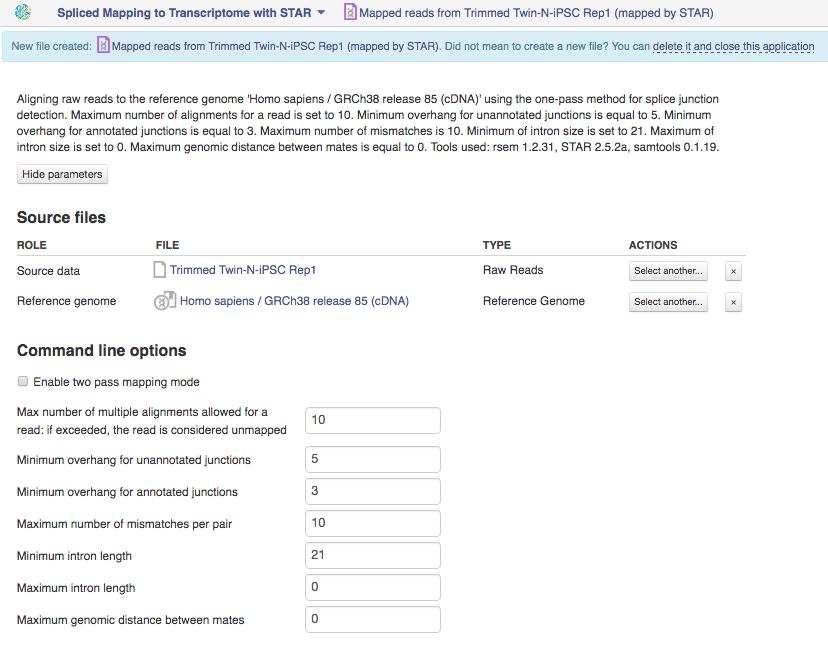 Spliced Mapping to Transcriptome with STAR Mapped reads from Trimmed Twin-N-iPSC Rep1 (mapped by STAR)
New file created: Mapped reads from Trimmed Twin-N-iPSC Rep1 (mapped by STAR). Did not mean to create a new file? You can delete it and close this application
Aligning raw reads to the reference genome 'Homo sapiens / GRCh38 release 85 (cDNA)' using the one-pass method for splice junction
detection. Maximum number of alignments for a read is set to 10. Minimum overhang for unannotated junctions is equal to 5. Minimum
overhang for annotated junctions is equal to 3. Maximum number of mismatches is 10. Minimum of intron size is set to 21. Maximum of
intron size is set to 0. Maximum genomic distance between mates is equal to 0. Tools used: rsem 1.2.31, STAR 2.5.2a, samtools 0.1.19.
Hide parameters
Source files
ROLE FILE TYPE ACTIONS
Source data Trimmed Twin-N-iPSC Rep1 Raw Reads Select another... ×
Reference genome Homo sapiens / GRCh38 release 85 (cDNA) Reference Genome Select another... ×
Command line options
Enable two pass mapping mode
Max number of multiple alignments allowed for a
read: if exceeded, the read is considered unmapped 10
Minimum overhang for unannotated junctions 5
Minimum overhang for annotated junctions 3
Maximum number of mismatches per pair 10
Minimum intron length 21
Maximum intron length 0
Maximum genomic distance between mates 0